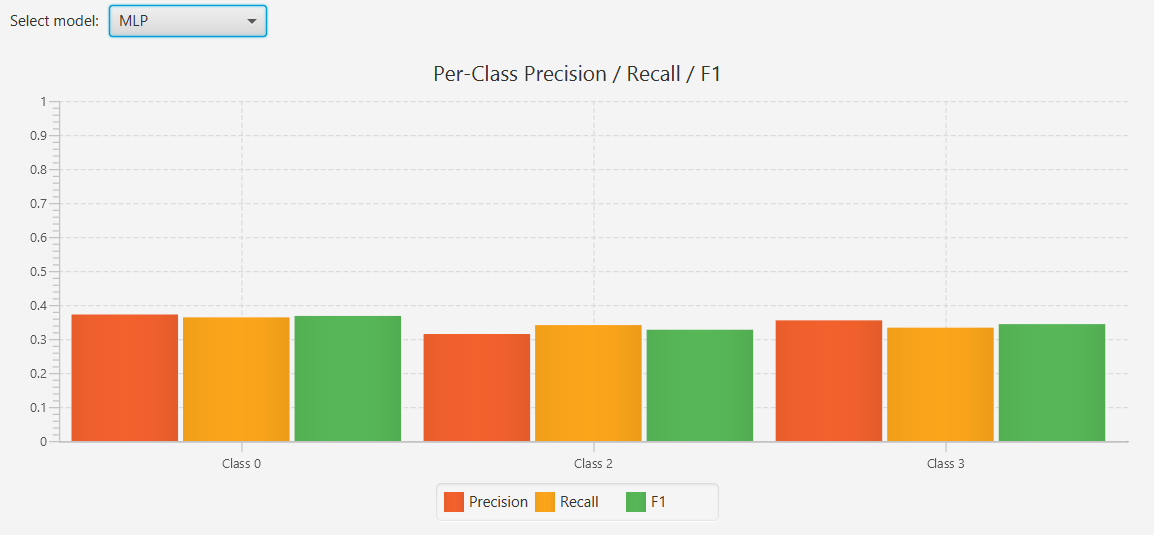 Select model: MLP
Per-Class Precision / Recall / F1
1
0.9
0.8
0.7
0.6
0.5
0.4
0.3
0.2
0.1
0
Class 0 Class 2 Class 3
Precision Recall F1